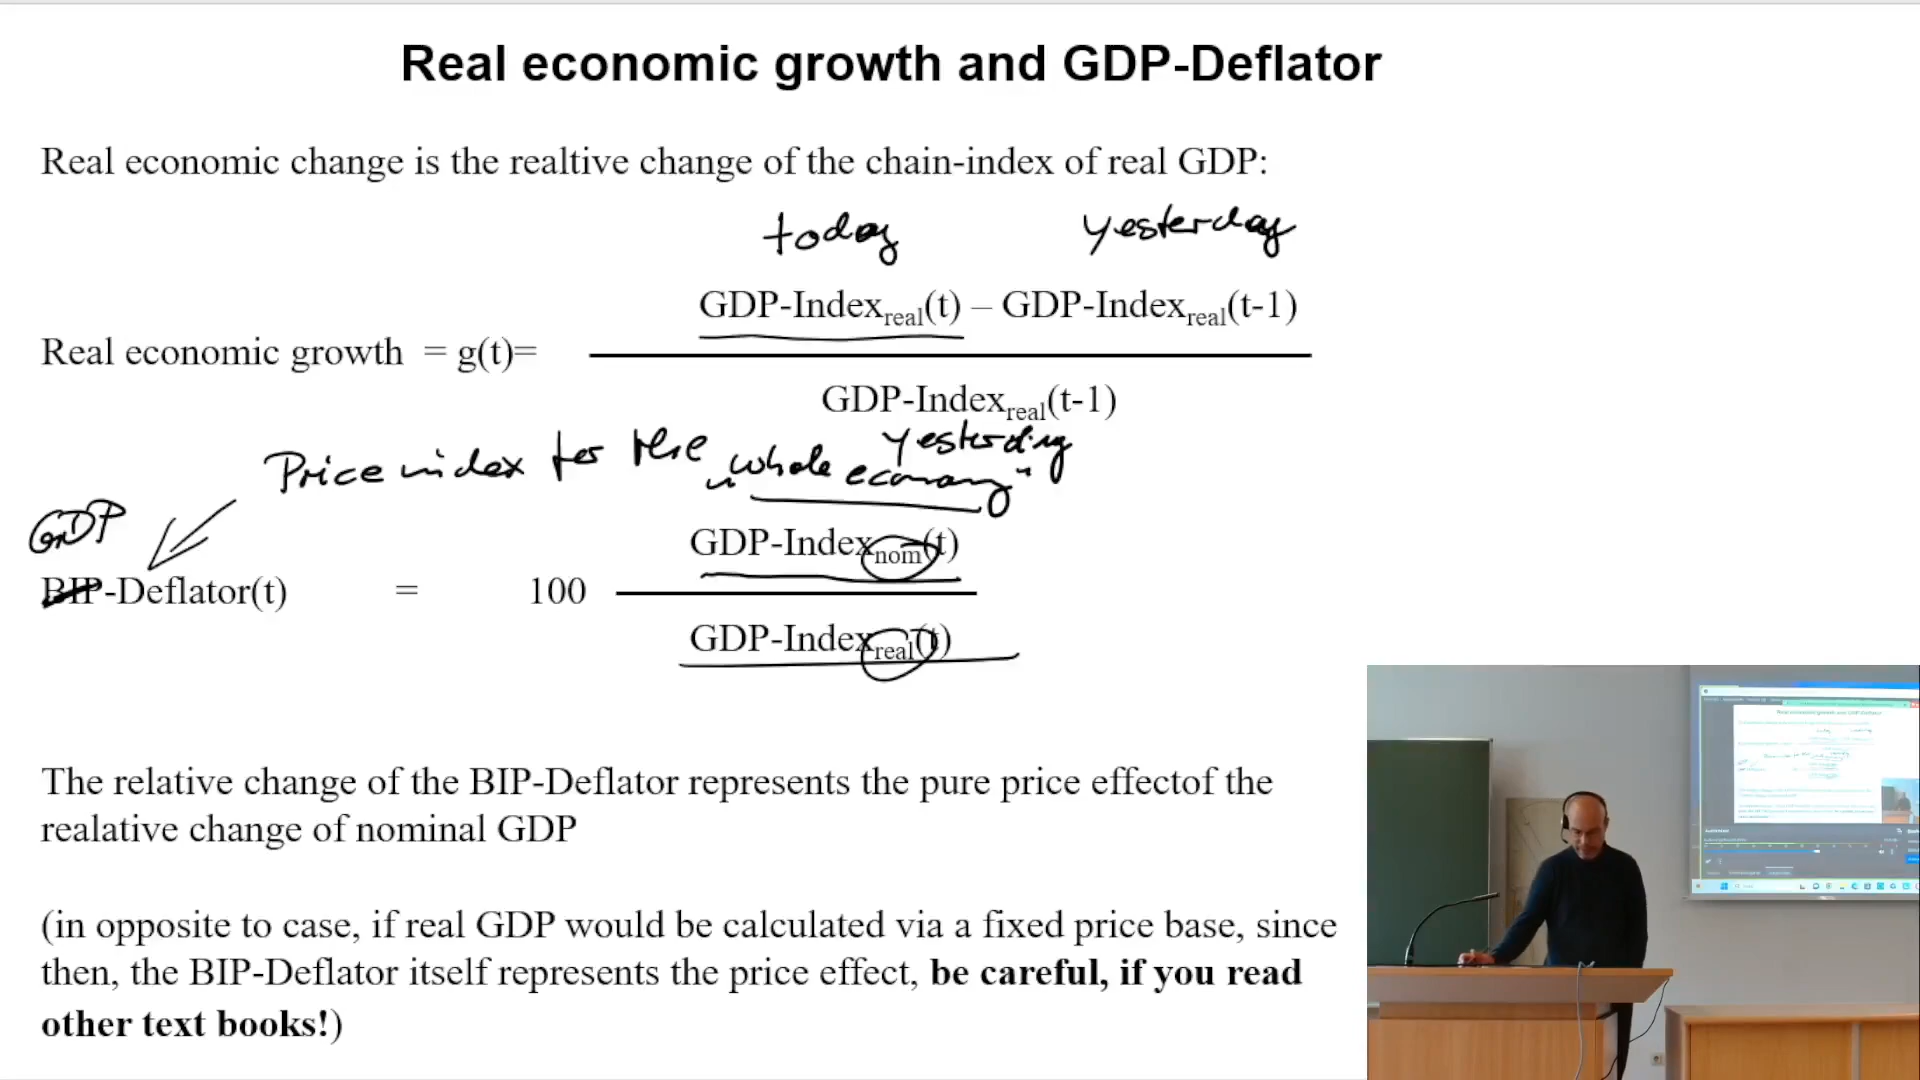 Real economic growth and GDP-Deflator
Real economic change is the realtive change of the chain-index of real GDP:
today yesterday
GDP-Indexreal(t) – GDP-Indexreal(t-1)
Real economic growth = g(t)=
GDP-Indexreal(t-1)
yesterday
Price index for the "whole economy"
GDP
GDP-Indexnom(t)
BIP-Deflator(t) = 100
GDP-Indexreal(t)
The relative change of the BIP-Deflator represents the pure price effectof the
realative change of nominal GDP
(in opposite to case, if real GDP would be calculated via a fixed price base, since
then, the BIP-Deflator itself represents the price effect, be careful, if you read
other text books!)